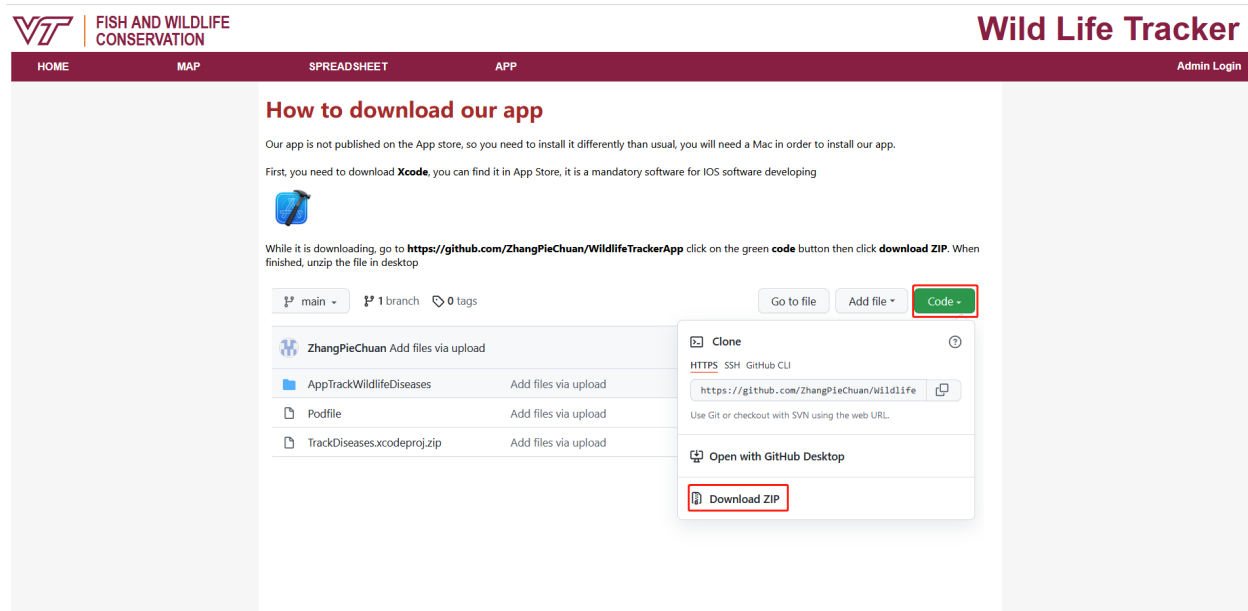 VT FISH AND WILDLIFE
CONSERVATION
Wild Life Tracker
HOME MAP SPREADSHEET APP Admin Login
How to download our app
Our app is not published on the App store, so you need to install it differently than usual, you will need a Mac in order to install our app.
First, you need to download Xcode, you can find it in App Store, it is a mandatory software for IOS software developing
While it is downloading, go to https://github.com/ZhangPieChuan/WildlifeTrackerApp click on the green code button then click download ZIP. When
finished, unzip the file in desktop
main 1 branch 0 tags Go to file Add file Code
ZhangPieChuan Add files via upload
AppTrackWildlifeDiseases Add files via upload
Podfile Add files via upload
TrackDiseases.xcodeproj.zip Add files via upload
Clone
HTTPS SSH GitHub CLI
https://github.com/ZhangPieChuan/Wildlife
Use Git or checkout with SVN using the web URL.
Open with GitHub Desktop
Download ZIP